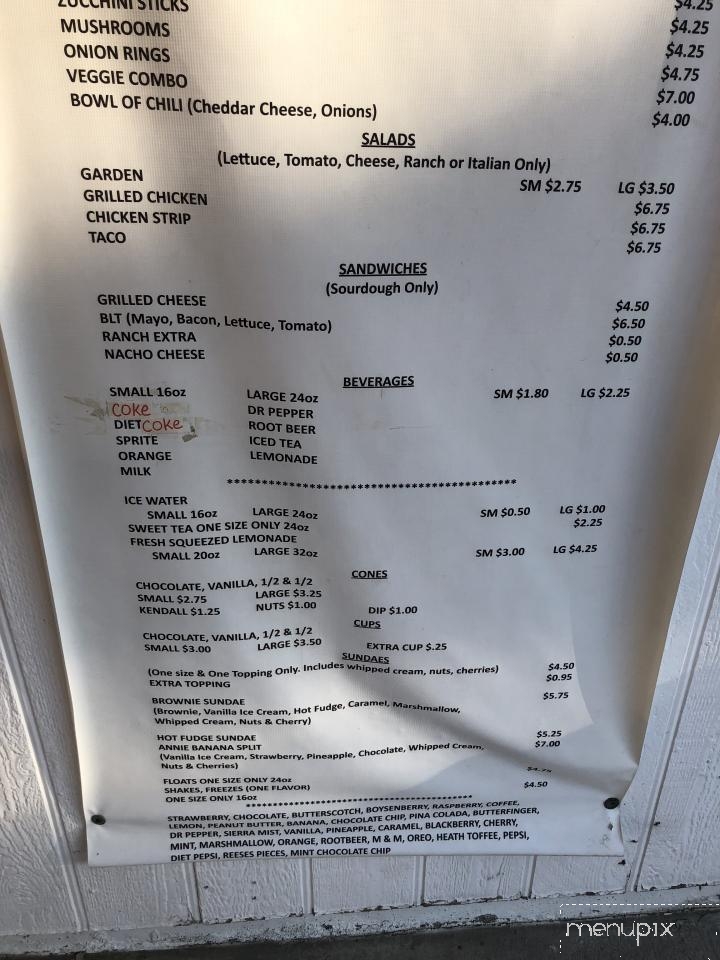 ZUCCHINI STICKS $4.25
MUSHROOMS $4.25
ONION RINGS $4.25
VEGGIE COMBO $4.75
BOWL OF CHILI (Cheddar Cheese, Onions) $7.00
$4.00
SALADS
(Lettuce, Tomato, Cheese, Ranch or Italian Only)
GARDEN SM $2.75 LG $3.50
GRILLED CHICKEN $6.75
CHICKEN STRIP $6.75
TACO $6.75
SANDWICHES
(Sourdough Only)
GRILLED CHEESE $4.50
BLT (Mayo, Bacon, Lettuce, Tomato) $6.50
RANCH EXTRA $0.50
NACHO CHEESE $0.50
BEVERAGES
SMALL 16oz LARGE 24oz SM $1.80 LG $2.25
COKE DR PEPPER
DIET COKE ROOT BEER
SPRITE ICED TEA
ORANGE LEMONADE
MILK
*******************************************
ICE WATER
SMALL 16oz LARGE 24oz SM $0.50 LG $1.00
SWEET TEA ONE SIZE ONLY 24oz $2.25
FRESH SQUEEZED LEMONADE
SMALL 20oz LARGE 32oz SM $3.00 LG $4.25
CONES
CHOCOLATE, VANILLA, 1/2 & 1/2
SMALL $2.75 LARGE $3.25
KENDALL $1.25 NUTS $1.00 DIP $1.00
CUPS
CHOCOLATE, VANILLA, 1/2 & 1/2
SMALL $3.00 LARGE $3.50 EXTRA CUP $.25
SUNDAES
(One size & One Topping Only. Includes whipped cream, nuts, cherries) $4.50
EXTRA TOPPING $0.95
BROWNIE SUNDAE $5.75
(Brownie, Vanilla Ice Cream, Hot Fudge, Caramel, Marshmallow,
Whipped Cream, Nuts & Cherry)
HOT FUDGE SUNDAE $5.25
ANNIE BANANA SPLIT $7.00
(Vanilla Ice Cream, Strawberry, Pineapple, Chocolate, Whipped Cream,
Nuts & Cherries)
FLOATS ONE SIZE ONLY 24oz $4.75
SHAKES, FREEZES (ONE FLAVOR) $4.50
ONE SIZE ONLY 16oz
*******************************************
STRAWBERRY, CHOCOLATE, BUTTERSCOTCH, BOYSENBERRY, RASPBERRY, COFFEE,
LEMON, PEANUT BUTTER, BANANA, CHOCOLATE CHIP, PINA COLADA, BUTTERFINGER,
DR PEPPER, SIERRA MIST, VANILLA, PINEAPPLE, CARAMEL, BLACKBERRY, CHERRY,
MINT, MARSHMALLOW, ORANGE, ROOTBEER, M & M, OREO, HEATH TOFFEE, PEPSI,
DIET PEPSI, REESES PIECES, MINT CHOCOLATE CHIP
menupix